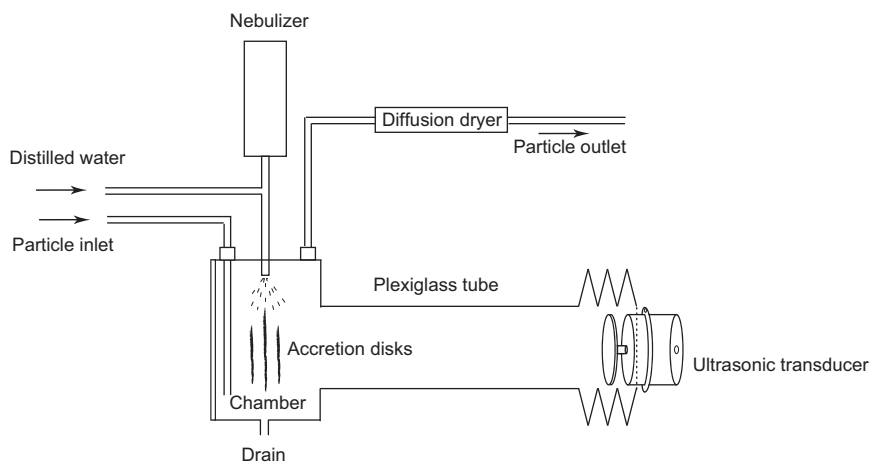 Nebulizer
Diffusion dryer
Particle outlet
Distilled water
Particle inlet
Plexiglass tube
Accretion disks
Ultrasonic transducer
Chamber
Drain